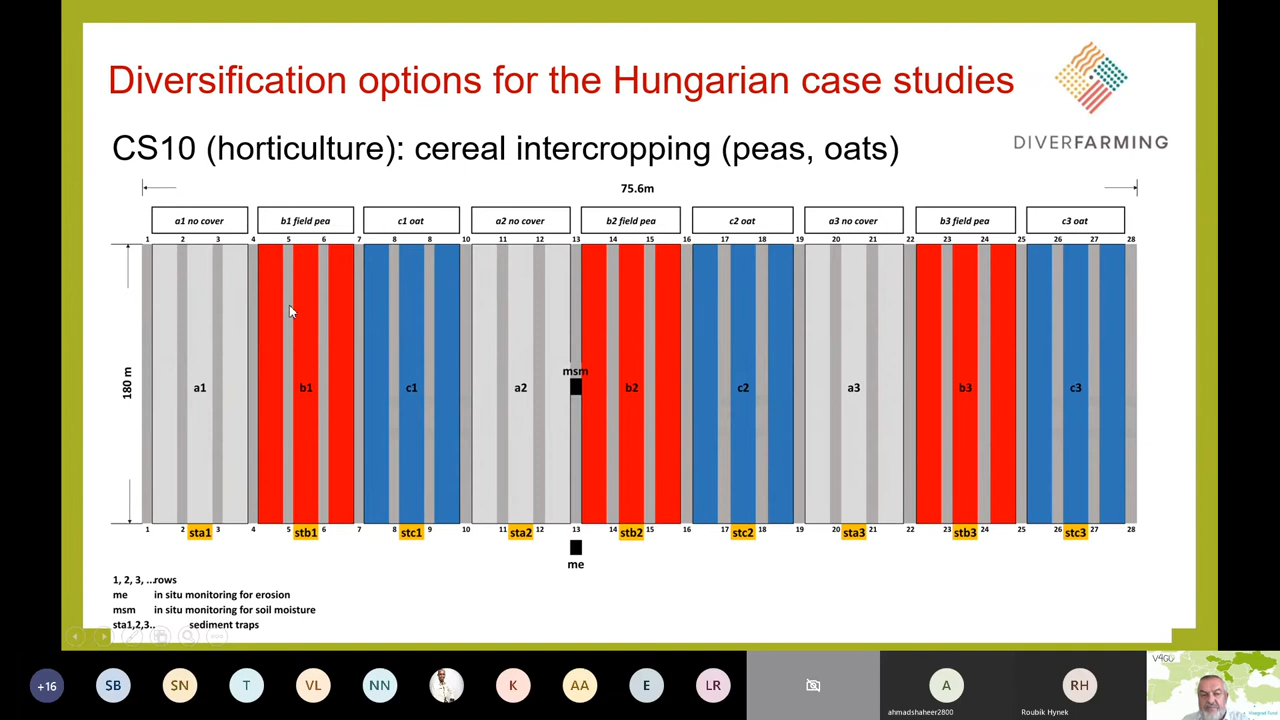 Diversification options for the Hungarian case studies
DIVERFARMING
CS10 (horticulture): cereal intercropping (peas, oats)
75.6m
a1 no cover b1 field pea c1 oat a2 no cover b2 field pea c2 oat a3 no cover b3 field pea c3 oat
1 2 3 4 5 6 7 8 8 10 11 12 13 14 15 16 17 18 19 20 21 22 23 24 25 26 27 28
180 m
msm
a1 b1 c1 a2 b2 c2 a3 b3 c3
1 2 3 4 5 6 7 8 9 10 11 12 13 14 15 16 17 18 19 20 21 22 23 24 25 26 27 28
sta1 stb1 stc1 sta2 stb2 stc2 sta3 stb3 stc3
me
1, 2, 3, ...rows
me in situ monitoring for erosion
msm in situ monitoring for soil moisture
sta1,2,3.. sediment traps
+16 SB SN T VL NN K AA E LR A RH
ahmadshaheer2800 Roubík Hynek